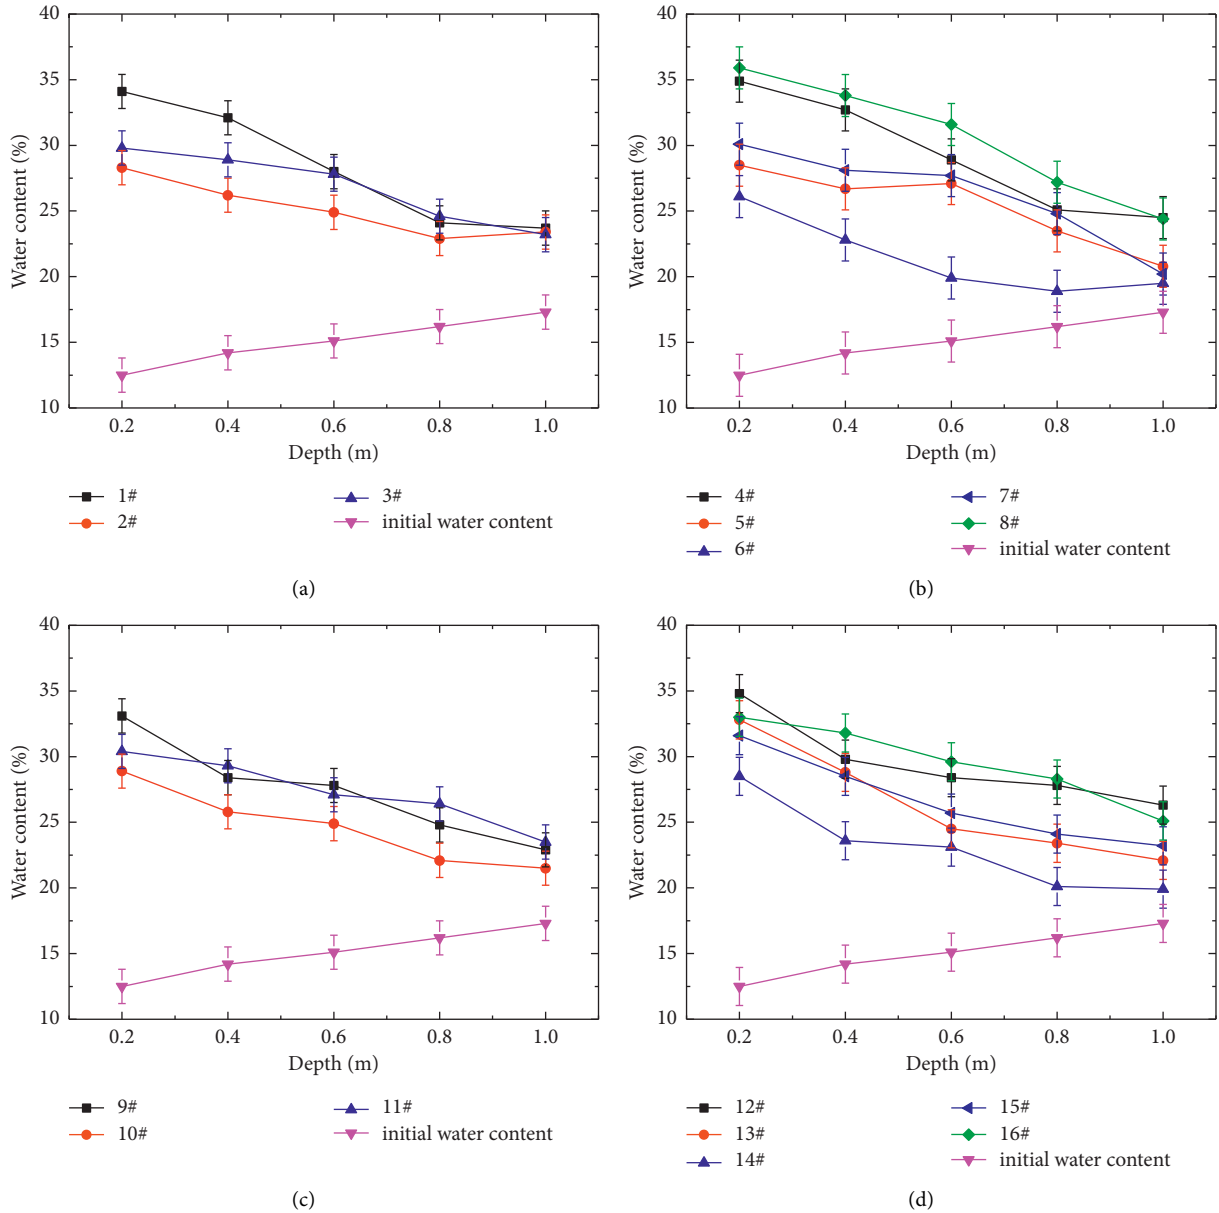 40
35
30
25
20
15
10
Water content (%)
0.2 0.4 0.6 0.8 1.0
Depth (m)
1# 3#
2# initial water content
(a)
40
35
30
25
20
15
10
Water content (%)
0.2 0.4 0.6 0.8 1.0
Depth (m)
4# 7#
5# 8#
6# initial water content
(b)
40
35
30
25
20
15
10
Water content (%)
0.2 0.4 0.6 0.8 1.0
Depth (m)
9# 11#
10# initial water content
(c)
40
35
30
25
20
15
10
Water content (%)
0.2 0.4 0.6 0.8 1.0
Depth (m)
12# 15#
13# 16#
14# initial water content
(d)